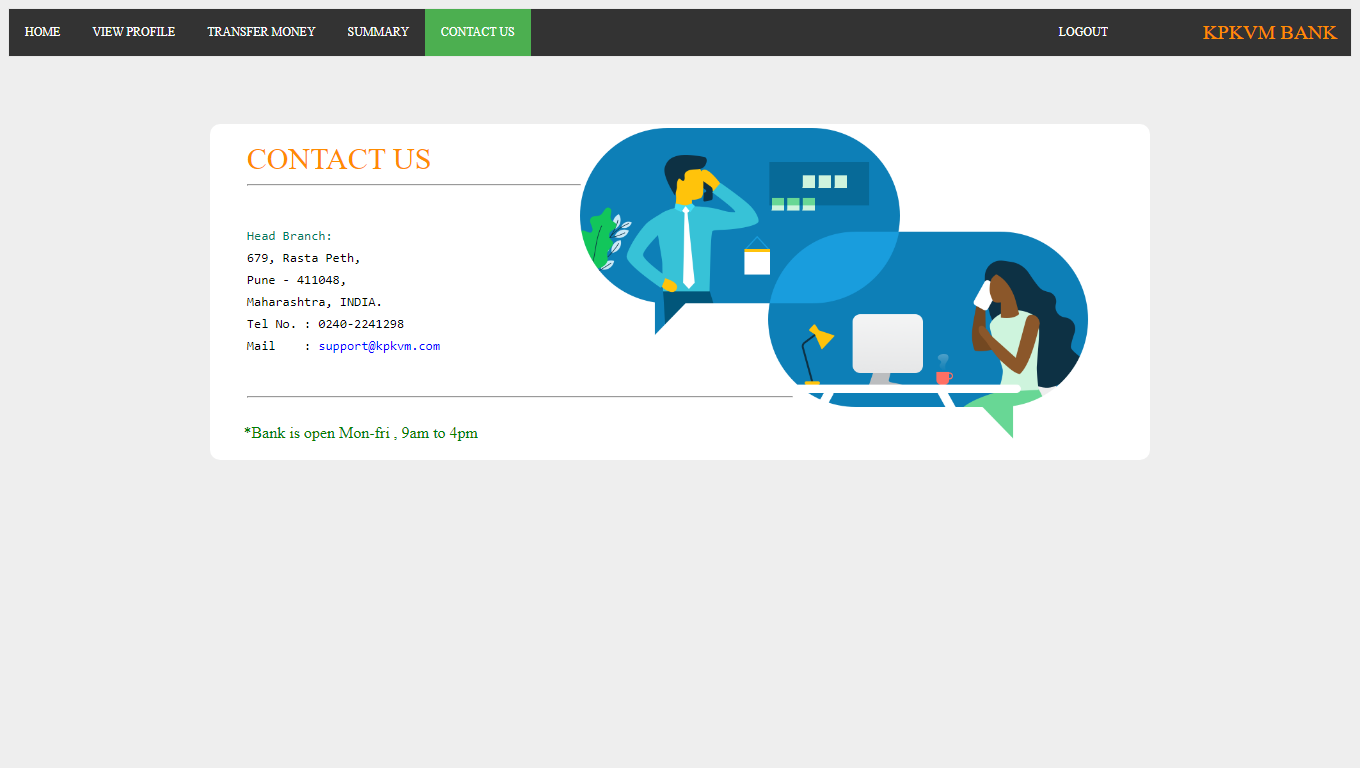 HOME VIEW PROFILE TRANSFER MONEY SUMMARY CONTACT US LOGOUT KPKVM BANK
CONTACT US
Head Branch:
679, Rasta Peth,
Pune - 411048,
Maharashtra, INDIA.
Tel No. : 0240-2241298
Mail    : support@kpkvm.com
*Bank is open Mon-fri , 9am to 4pm